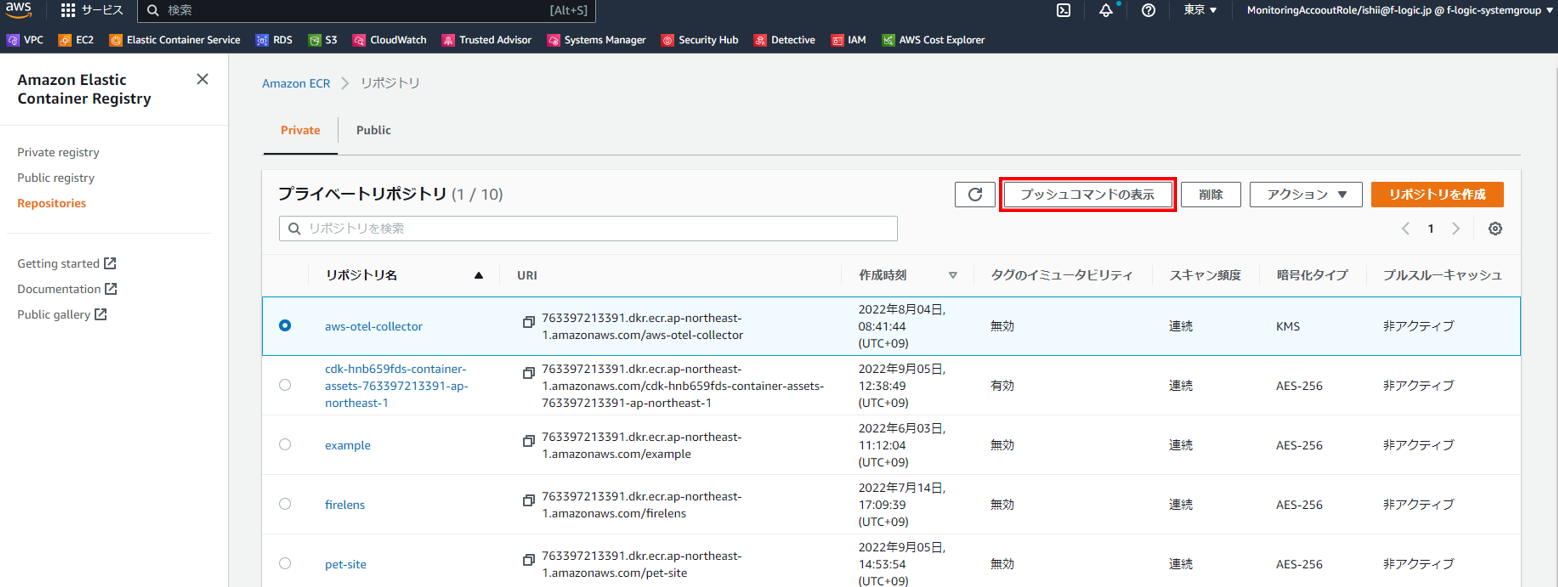 aws
サービス
検索
[Alt+S]
東京
MonitoringAccooutRole/ishii@f-logic.jp @ f-logic-systemgroup
VPC
EC2
Elastic Container Service
RDS
S3
CloudWatch
Trusted Advisor
Systems Manager
Security Hub
Detective
IAM
AWS Cost Explorer
Amazon Elastic
Container Registry
Private registry
Public registry
Repositories
Getting started
Documentation
Public gallery
Amazon ECR
リポジトリ
Private
Public
プライベートリポジトリ (1 / 10)
プッシュコマンドの表示
削除
アクション
リポジトリを作成
リポジトリを検索
1
リポジトリ名
URI
作成時刻
タグのイミュータビリティ
スキャン頻度
暗号化タイプ
プルスルーキャッシュ
aws-otel-collector
763397213391.dkr.ecr.ap-northeast-
1.amazonaws.com/aws-otel-collector
2022年8月04日,
08:41:44
(UTC+09)
無効
連続
KMS
非アクティブ
cdk-hnb659fds-container-
assets-763397213391-ap-
northeast-1
763397213391.dkr.ecr.ap-northeast-
1.amazonaws.com/cdk-hnb659fds-container-assets-
763397213391-ap-northeast-1
2022年9月05日,
12:38:49
(UTC+09)
有効
連続
AES-256
非アクティブ
example
763397213391.dkr.ecr.ap-northeast-
1.amazonaws.com/example
2022年6月03日,
11:12:04
(UTC+09)
無効
連続
AES-256
非アクティブ
firelens
763397213391.dkr.ecr.ap-northeast-
1.amazonaws.com/firelens
2022年7月14日,
17:09:39
(UTC+09)
無効
連続
AES-256
非アクティブ
pet-site
763397213391.dkr.ecr.ap-northeast-
1.amazonaws.com/pet-site
2022年9月05日,
14:53:54
(UTC+09)
無効
連続
AES-256
非アクティブ